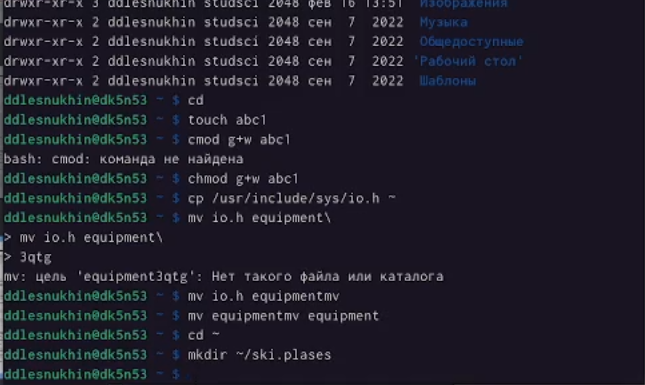 drwxr-xr-x 3 ddlesnukhin studsci 2048 фев 16 13:51 Изображения
drwxr-xr-x 2 ddlesnukhin studsci 2048 сен 7 2022 Музыка
drwxr-xr-x 2 ddlesnukhin studsci 2048 сен 7 2022 Общедоступные
drwxr-xr-x 2 ddlesnukhin studsci 2048 сен 7 2022 'Рабочий стол'
drwxr-xr-x 2 ddlesnukhin studsci 2048 сен 7 2022 Шаблоны
ddlesnukhin@dk5n53 ~ $ cd
ddlesnukhin@dk5n53 ~ $ touch abc1
ddlesnukhin@dk5n53 ~ $ cmod g+w abc1
bash: cmod: команда не найдена
ddlesnukhin@dk5n53 ~ $ chmod g+w abc1
ddlesnukhin@dk5n53 ~ $ cp /usr/include/sys/io.h ~
ddlesnukhin@dk5n53 ~ $ mv io.h equipment\
> mv io.h equipment\
> 3qtg
mv: цель 'equipment3qtg': Нет такого файла или каталога
ddlesnukhin@dk5n53 ~ $ mv io.h equipmentmv
ddlesnukhin@dk5n53 ~ $ mv equipmentmv equipment
ddlesnukhin@dk5n53 ~ $ cd ~
ddlesnukhin@dk5n53 ~ $ mkdir ~/ski.plases
ddlesnukhin@dk5n53 ~ $